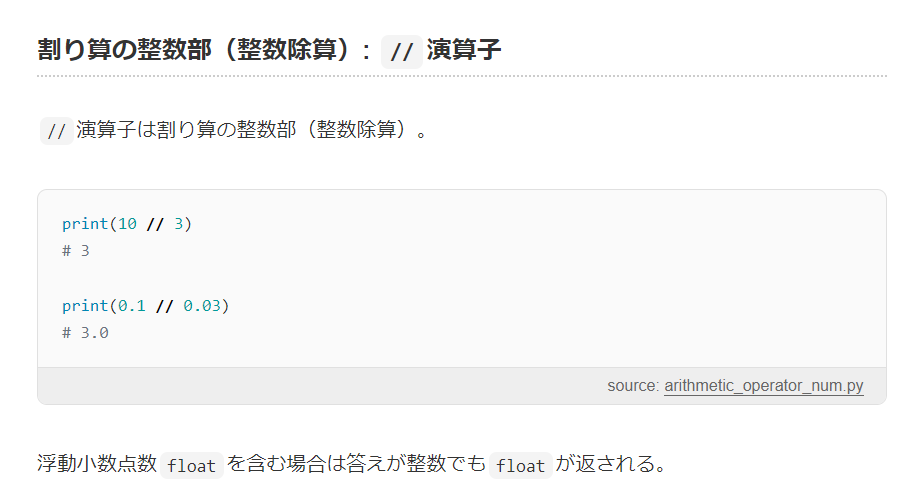 割り算の整数部（整数除算）: // 演算子
// 演算子は割り算の整数部（整数除算）。
print(10 // 3)
# 3
print(0.1 // 0.03)
# 3.0
source: arithmetic_operator_num.py
浮動小数点数 float を含む場合は答えが整数でも float が返される。